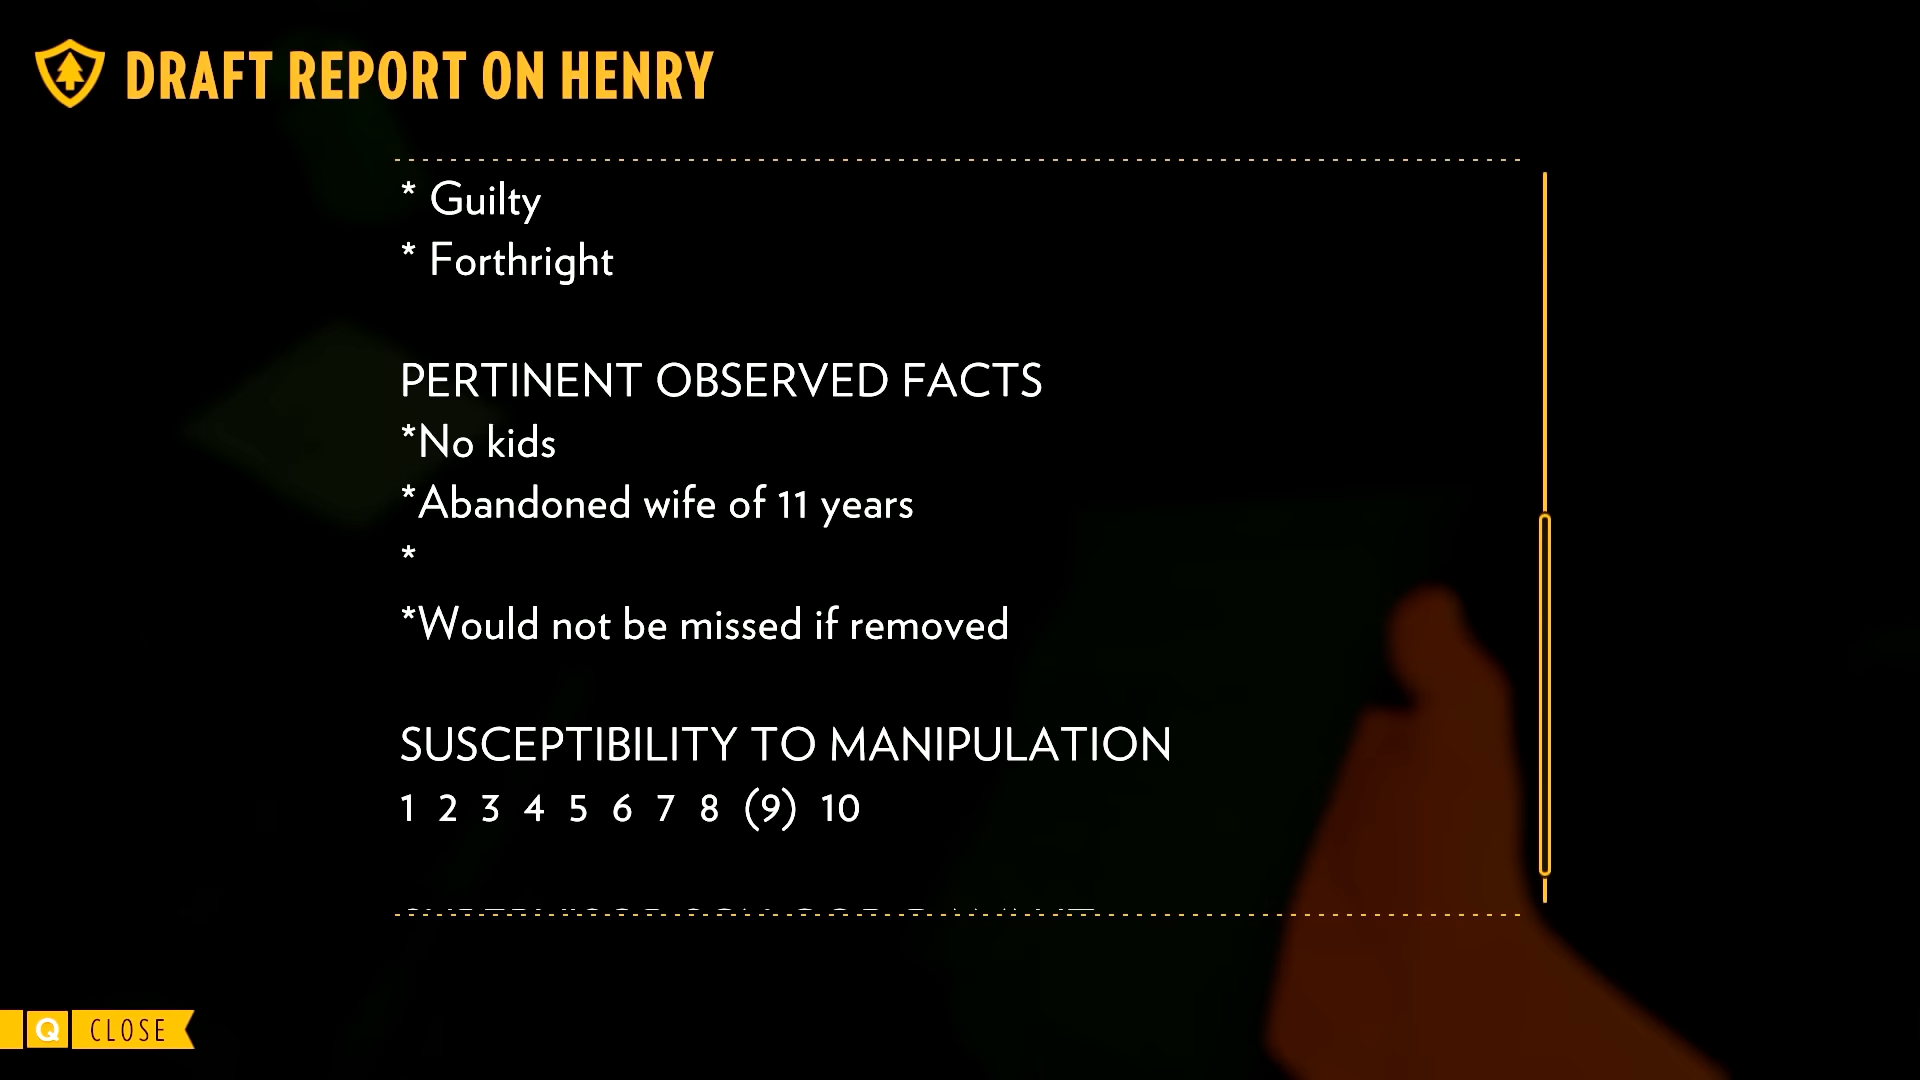 DRAFT REPORT ON HENRY
* Guilty
* Forthright
PERTINENT OBSERVED FACTS
*No kids
*Abandoned wife of 11 years
*
*Would not be missed if removed
SUSCEPTIBILITY TO MANIPULATION
1 2 3 4 5 6 7 8 (9) 10
Q CLOSE